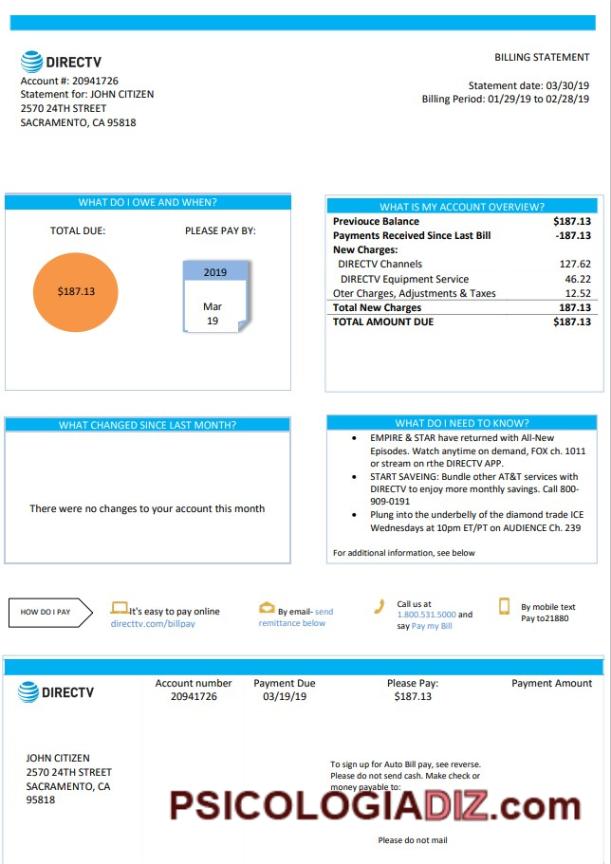 DIRECTV
Account #: 20941726
Statement for: JOHN CITIZEN
2570 24TH STREET
SACRAMENTO, CA 95818
BILLING STATEMENT
Statement date: 03/30/19
Billing Period: 01/29/19 to 02/28/19
WHAT DO I OWE AND WHEN?
TOTAL DUE:
PLEASE PAY BY:
$187.13
2019
Mar
19
WHAT IS MY ACCOUNT OVERVIEW?
Previouce Balance $187.13
Payments Received Since Last Bill -187.13
New Charges:
DIRECTV Channels 127.62
DIRECTV Equipment Service 46.22
Oter Charges, Adjustments & Taxes 12.52
Total New Charges 187.13
TOTAL AMOUNT DUE $187.13
WHAT CHANGED SINCE LAST MONTH?
There were no changes to your account this month
WHAT DO I NEED TO KNOW?
• EMPIRE & STAR have returned with All-New
Episodes. Watch anytime on demand, FOX ch. 1011
or stream on rthe DIRECTV APP.
• START SAVEING: Bundle other AT&T services with
DIRECTV to enjoy more monthly savings. Call 800-
909-0191
• Plung into the underbelly of the diamond trade ICE
Wednesdays at 10pm ET/PT on AUDIENCE Ch. 239
For additional information, see below
HOW DO I PAY
It's easy to pay online
directtv.com/billpay
By email- send
remittance below
Call us at
1.800.531.5000 and
say Pay my Bill
By mobile text
Pay to21880
DIRECTV
Account number
20941726
Payment Due
03/19/19
Please Pay:
$187.13
Payment Amount
JOHN CITIZEN
2570 24TH STREET
SACRAMENTO, CA
95818
To sign up for Auto Bill pay, see reverse.
Please do not send cash. Make check or
money payable to:
PSICOLOGIADIZ.com
Please do not mail